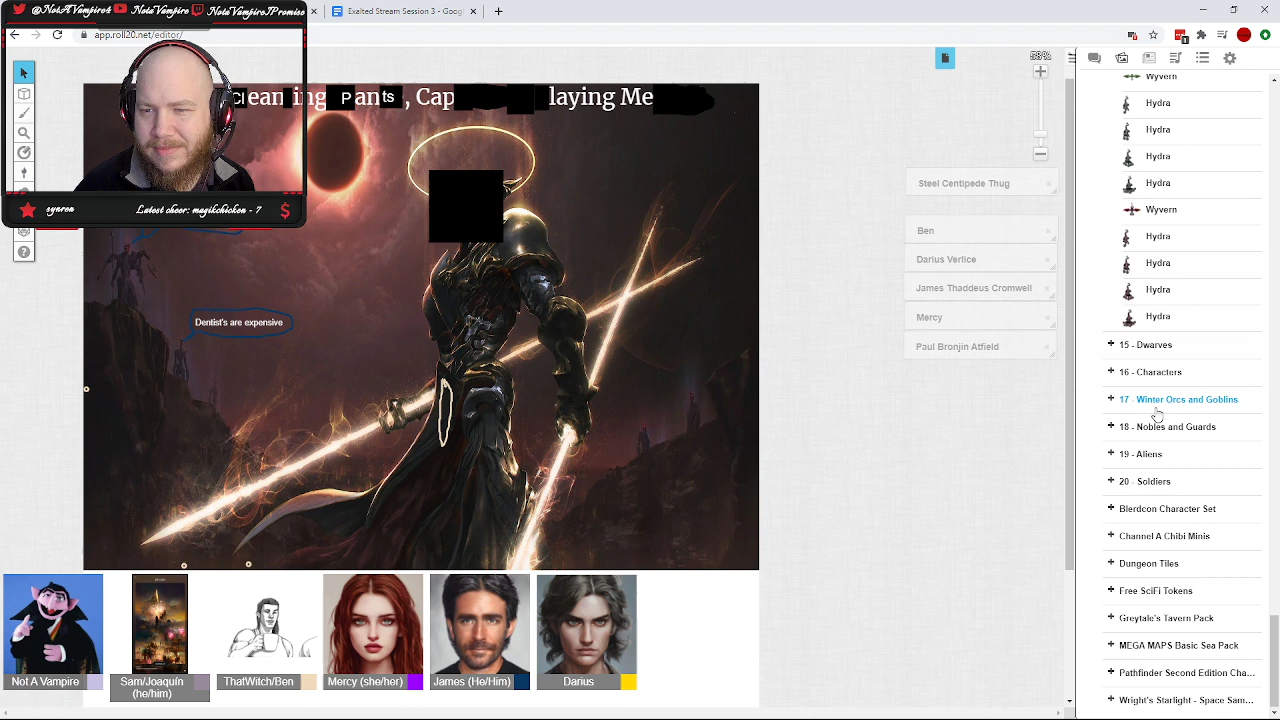 @NotAVampire4 NotaVampire NotaVampireIPromise
Exalted Stream Session 3 - Googl
app.roll20.net/editor/
synren
Latest cheer: magikchicken - 7
Dentist's are expensive
Not A Vampire
Sam/Joaquín
(he/him)
ThatWitch/Ben
Mercy (she/her)
James (He/Him)
Darius
Steel Centipede Thug
Ben
Darius Verlice
James Thaddeus Cromwell
Mercy
Paul Bronjin Atfield
Wyvern
Hydra
Hydra
Hydra
Hydra
Wyvern
Hydra
Hydra
Hydra
Hydra
15 - Dwarves
16 - Characters
17 - Winter Orcs and Goblins
18 - Nobles and Guards
19 - Aliens
20 - Soldiers
Blerdcon Character Set
Channel A Chibi Minis
Dungeon Tiles
Free SciFi Tokens
Greytale's Tavern Pack
MEGA MAPS Basic Sea Pack
Pathfinder Second Edition Cha...
Wright's Starlight - Space Sam...